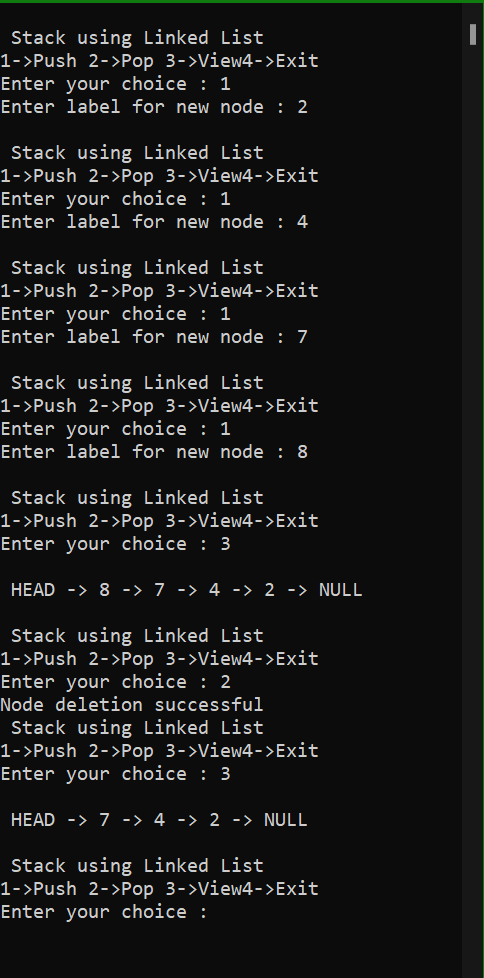 Stack using Linked List
1->Push 2->Pop 3->View4->Exit
Enter your choice : 1
Enter label for new node : 2
Stack using Linked List
1->Push 2->Pop 3->View4->Exit
Enter your choice : 1
Enter label for new node : 4
Stack using Linked List
1->Push 2->Pop 3->View4->Exit
Enter your choice : 1
Enter label for new node : 7
Stack using Linked List
1->Push 2->Pop 3->View4->Exit
Enter your choice : 1
Enter label for new node : 8
Stack using Linked List
1->Push 2->Pop 3->View4->Exit
Enter your choice : 3
HEAD -> 8 -> 7 -> 4 -> 2 -> NULL
Stack using Linked List
1->Push 2->Pop 3->View4->Exit
Enter your choice : 2
Node deletion successful
Stack using Linked List
1->Push 2->Pop 3->View4->Exit
Enter your choice : 3
HEAD -> 7 -> 4 -> 2 -> NULL
Stack using Linked List
1->Push 2->Pop 3->View4->Exit
Enter your choice :